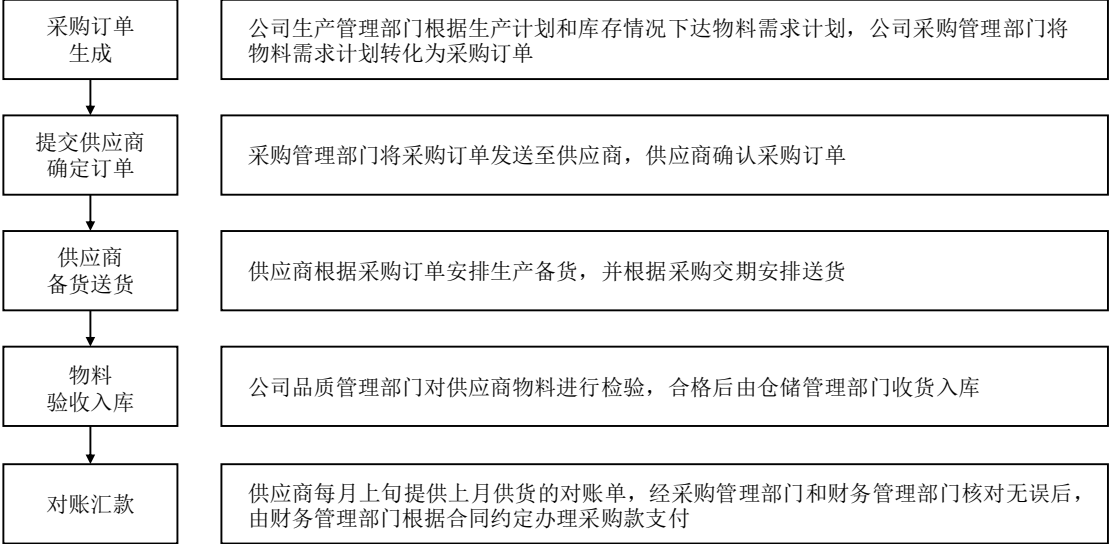 采购订单
生成
公司生产管理部门根据生产计划和库存情况下达物料需求计划，公司采购管理部门将
物料需求计划转化为采购订单
提交供应商
确定订单
采购管理部门将采购订单发送至供应商，供应商确认采购订单
供应商
备货送货
供应商根据采购订单安排生产备货，并根据采购交期安排送货
物料
验收入库
公司品质管理部门对供应商物料进行检验，合格后由仓储管理部门收货入库
对账汇款
供应商每月上旬提供上月供货的对账单，经采购管理部门和财务管理部门核对无误后，
由财务管理部门根据合同约定办理采购款支付